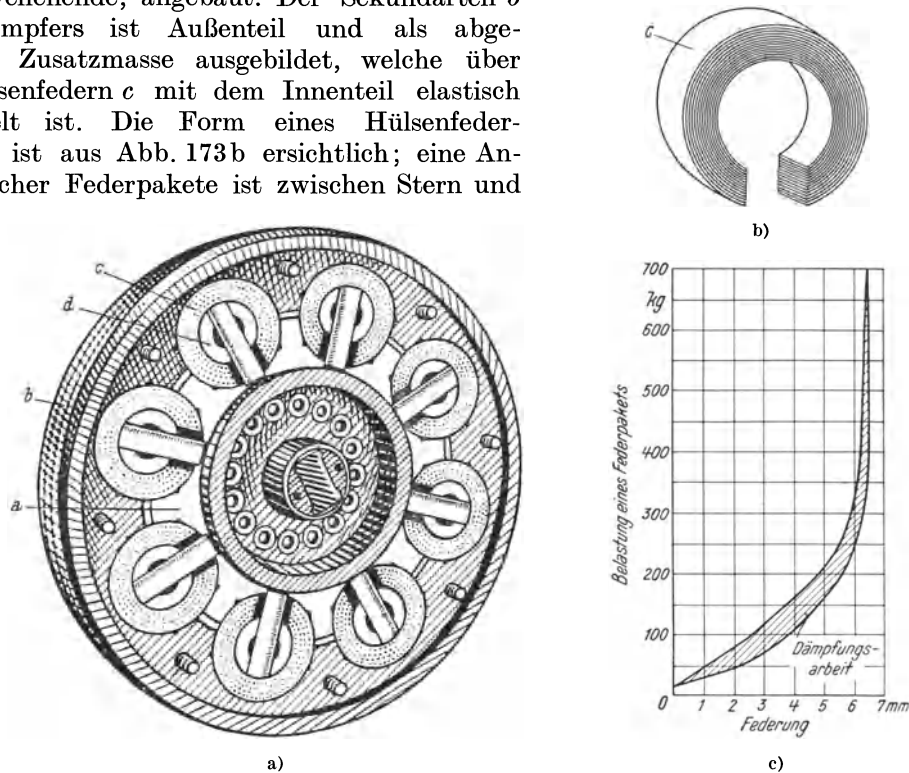 mpfers ist Außenteil und als abge-
Zusatzmasse ausgebildet, welche über
senfedern c mit dem Innenteil elastisch
lt ist. Die Form eines Hülsenfeder-
ist aus Abb. 173b ersichtlich; eine An-
cher Federpakete ist zwischen Stern und
c
b)
c
d
b
a
a)
700
kg
600
500
400
300
200
100
0
Belastung eines Federpakets
Dämpfungs-
arbeit
1 2 3 4 5 6 7mm
Federung
c)